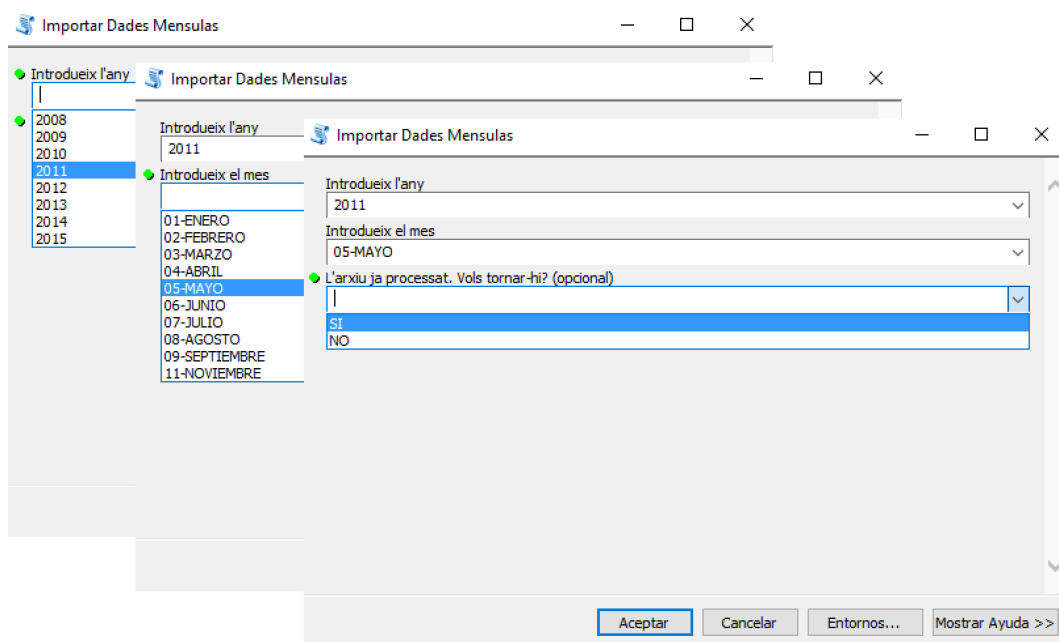 Importar Dades Mensulas
Introdueix l'any
2008
2009
2010
2011
2012
2013
2014
2015
Importar Dades Mensulas
Introdueix l'any
2011
Introdueix el mes
01-ENERO
02-FEBRERO
03-MARZO
04-ABRIL
05-MAYO
06-JUNIO
07-JULIO
08-AGOSTO
09-SEPTIEMBRE
11-NOVIEMBRE
Importar Dades Mensulas
Introdueix l'any
2011
Introdueix el mes
05-MAYO
L'arxiu ja processat. Vols tornar-hi? (opcional)
SI
NO
Aceptar Cancelar Entornos... Mostrar Ayuda >>